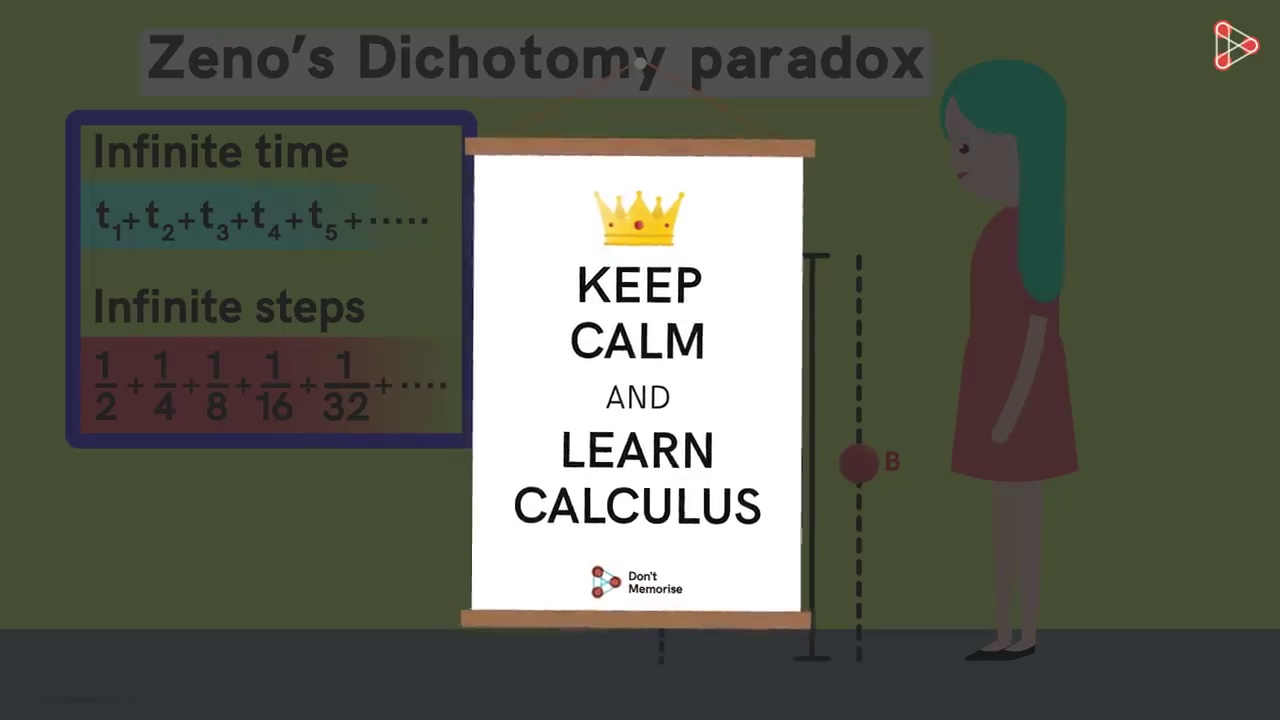 Zeno's Dichotomy paradox
Infinite time
t₁+t₂+t₃+t₄+t₅+·····
Infinite steps
1/2+1/4+1/8+1/16+1/32+····
KEEP
CALM
AND
LEARN
CALCULUS
Don't
Memorise
B